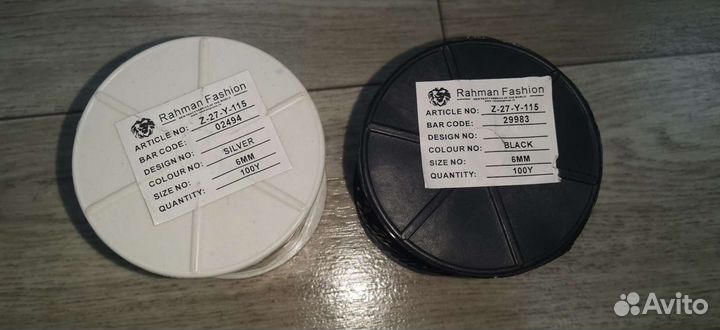 Rahman Fashion
ARTICLE NO: Z-27-Y-115
BAR CODE: 02494
DESIGN NO:
COLOUR NO: SILVER
SIZE NO: 6MM
QUANTITY: 100Y
Rahman Fashion
ARTICLE NO: Z-27-Y-115
BAR CODE: 29983
DESIGN NO:
COLOUR NO: BLACK
SIZE NO: 6MM
QUANTITY: 100Y
Avito